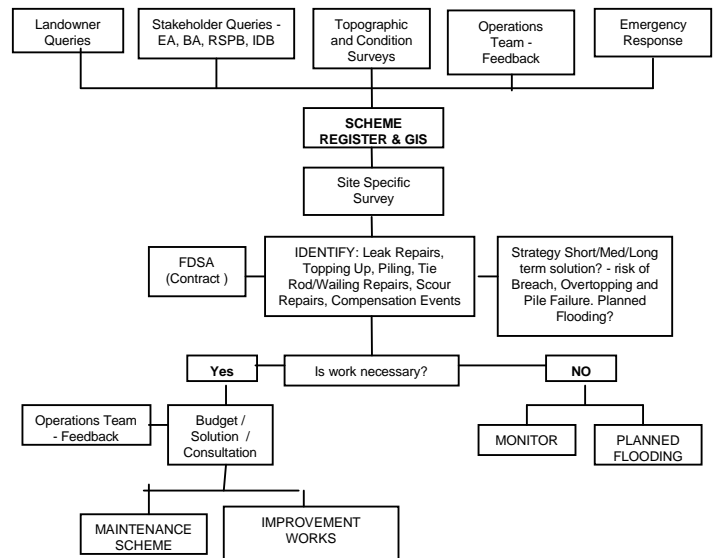 Landowner
Queries
Stakeholder Queries -
EA, BA, RSPB, IDB
Topographic
and Condition
Surveys
Operations
Team -
Feedback
Emergency
Response
SCHEME
REGISTER & GIS
Site Specific
Survey
FDSA
(Contract )
IDENTIFY: Leak Repairs,
Topping Up, Piling, Tie
Rod/Wailing Repairs, Scour
Repairs, Compensation Events
Strategy Short/Med/Long
term solution? - risk of
Breach, Overtopping and
Pile Failure. Planned
Flooding?
Yes
Is work necessary?
NO
Operations Team
- Feedback
Budget /
Solution /
Consultation
MONITOR
PLANNED
FLOODING
MAINTENANCE
SCHEME
IMPROVEMENT
WORKS